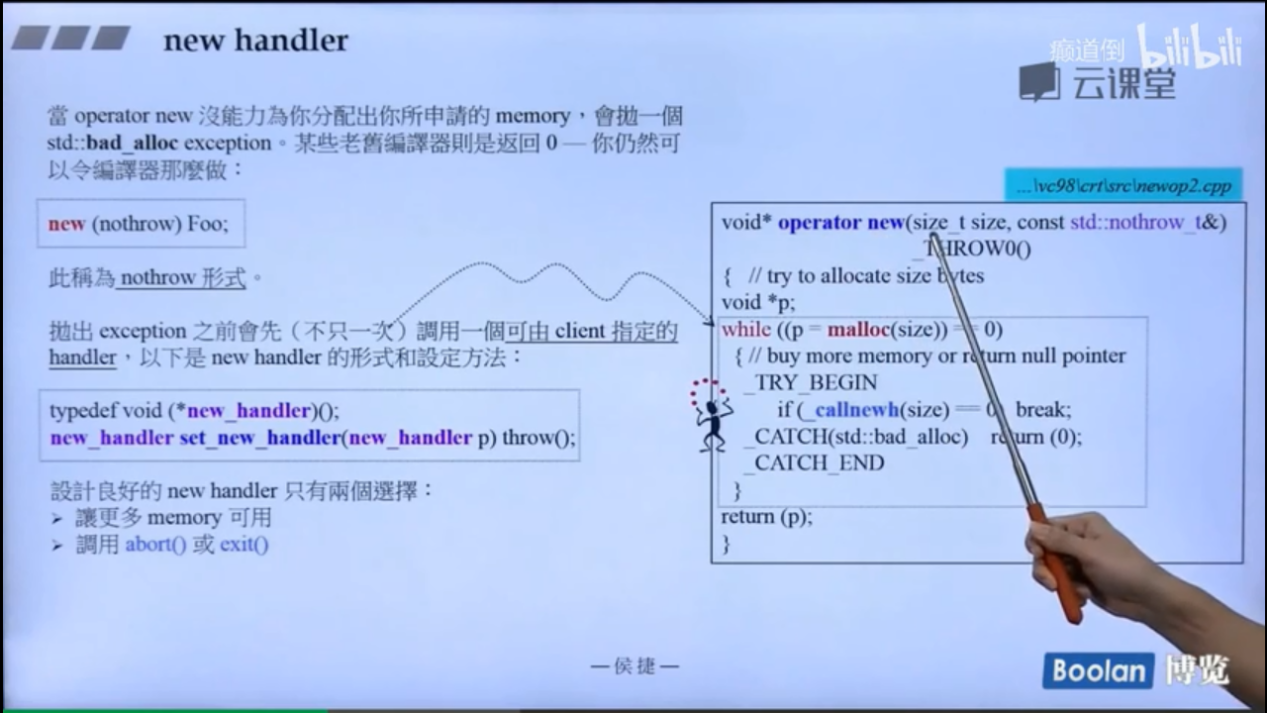 new handler
癲道倒 bilibili
云课堂
當 operator new 沒能力為你分配出你所申請的 memory，會拋一個
std::bad_alloc exception。某些老舊編譯器則是返回 0 — 你仍然可
以令編譯器那麼做：
new (nothrow) Foo;
此稱為 nothrow 形式。
拋出 exception 之前會先（不只一次）調用一個可由 client 指定的
handler，以下是 new handler 的形式和設定方法：
typedef void (*new_handler)();
new_handler set_new_handler(new_handler p) throw();
設計良好的 new handler 只有兩個選擇：
➢ 讓更多 memory 可用
➢ 調用 abort() 或 exit()
...\vc98\crt\src\newop2.cpp
void* operator new(size_t size, const std::nothrow_t&)
_THROW0()
{ // try to allocate size bytes
void *p;
while ((p = malloc(size)) == 0)
{ // buy more memory or return null pointer
_TRY_BEGIN
if (_callnewh(size) == 0) break;
_CATCH(std::bad_alloc) return (0);
_CATCH_END
}
return (p);
}
—侯捷—
Boolan 博览